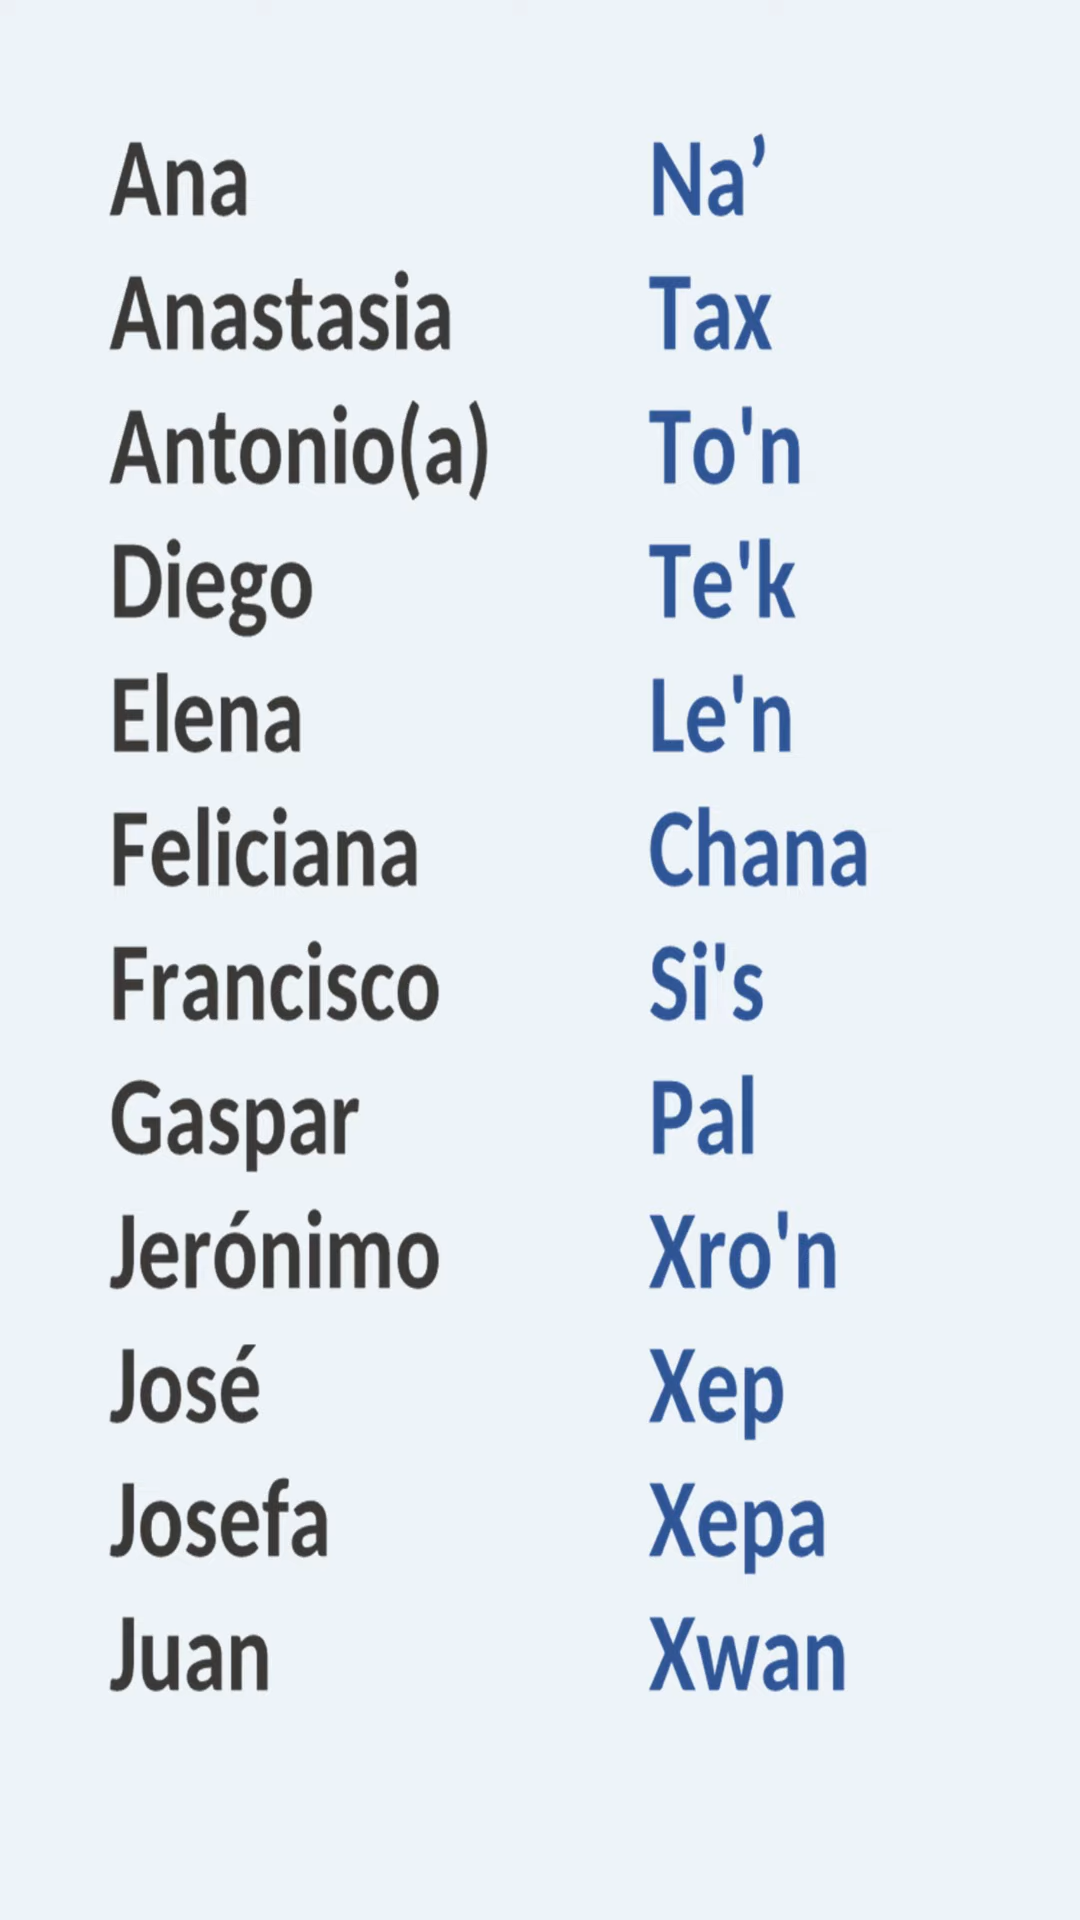 Ana Na’
Anastasia Tax
Antonio(a) To'n
Diego Te'k
Elena Le'n
Feliciana Chana
Francisco Si's
Gaspar Pal
Jerónimo Xro'n
José Xep
Josefa Xepa
Juan Xwan